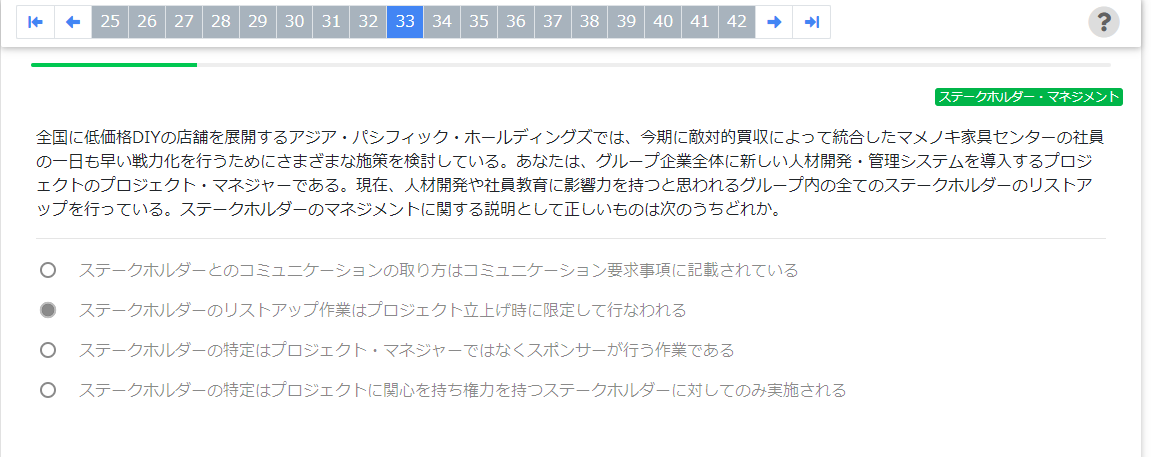 25 26 27 28 29 30 31 32 33 34 35 36 37 38 39 40 41 42 ?
ステークホルダー・マネジメント
全国に低価格DIYの店舗を展開するアジア・パシフィック・ホールディングズでは、今期に敵対的買収によって統合したマメノキ家具センターの社員
の一日も早い戦力化を行うためにさまざまな施策を検討している。あなたは、グループ企業全体に新しい人材開発・管理システムを導入するプロジ
ェクトのプロジェクト・マネジャーである。現在、人材開発や社員教育に影響力を持つと思われるグループ内の全てのステークホルダーのリストア
ップを行っている。ステークホルダーのマネジメントに関する説明として正しいものは次のうちどれか。
ステークホルダーとのコミュニケーションの取り方はコミュニケーション要求事項に記載されている
ステークホルダーのリストアップ作業はプロジェクト立上げ時に限定して行なわれる
ステークホルダーの特定はプロジェクト・マネジャーではなくスポンサーが行う作業である
ステークホルダーの特定はプロジェクトに関心を持ち権力を持つステークホルダーに対してのみ実施される